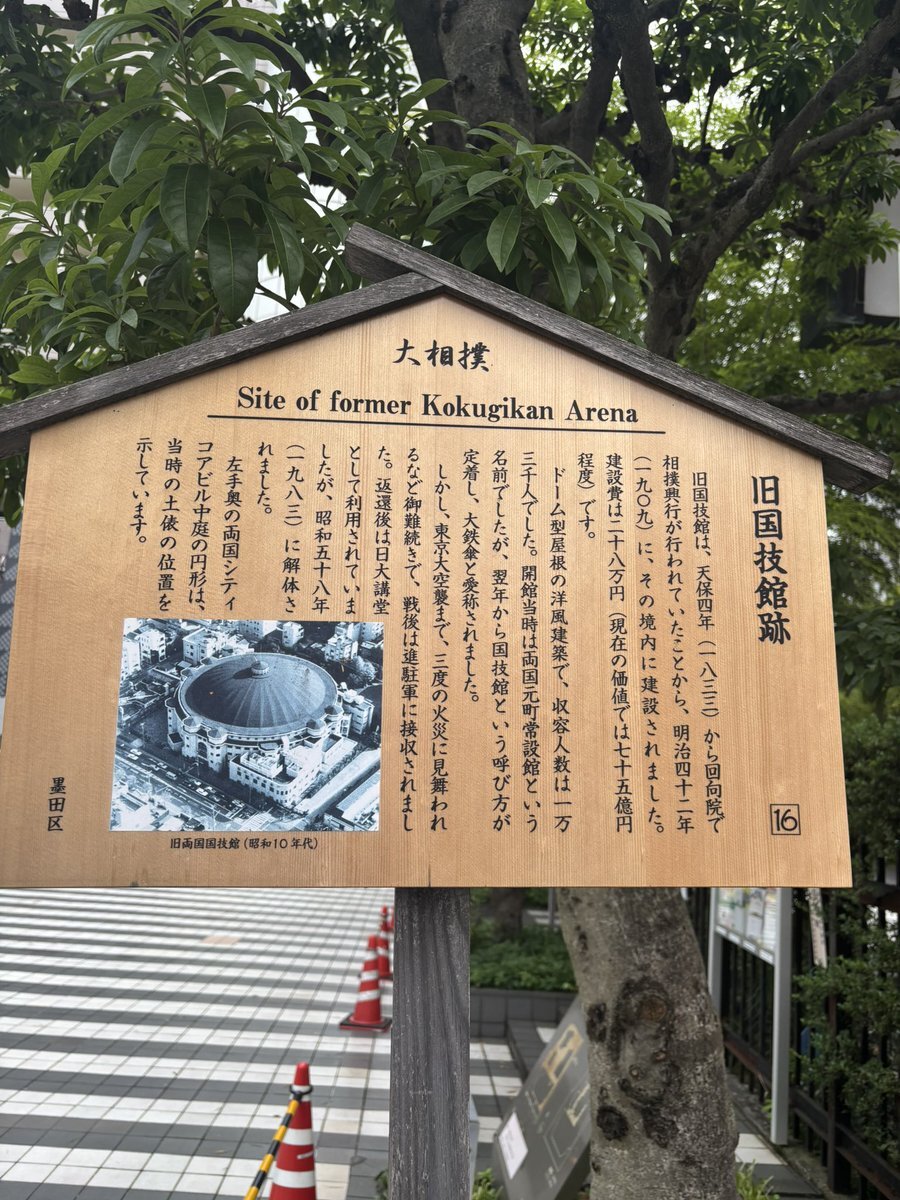 大相撲
Site of former Kokugikan Arena
旧国技館跡
16
旧国技館は、天保四年（一八三三）から回向院で
相撲興行が行われていたことから、明治四十二年
（一九〇九）に、その境内に建設されました。
建設費は二十八万円（現在の価値では七十五億円
程度）です。
ドーム型屋根の洋風建築で、収容人数は一万
三千人でした。開館当時は両国元町常設館という
名前でしたが、翌年から国技館という呼び方が
定着し、大鉄傘と愛称されました。
しかし、東京大空襲まで、三度の火災に見舞われ
るなど御難続きで、戦後は進駐軍に接収されまし
た。返還後は日大講堂
として利用されていま
したが、昭和五十八年
（一九八三）に解体さ
れました。
左手奥の両国シティ
コアビル中庭の円形は、
当時の土俵の位置を
示しています。
旧両国国技館（昭和10年代）
墨田区